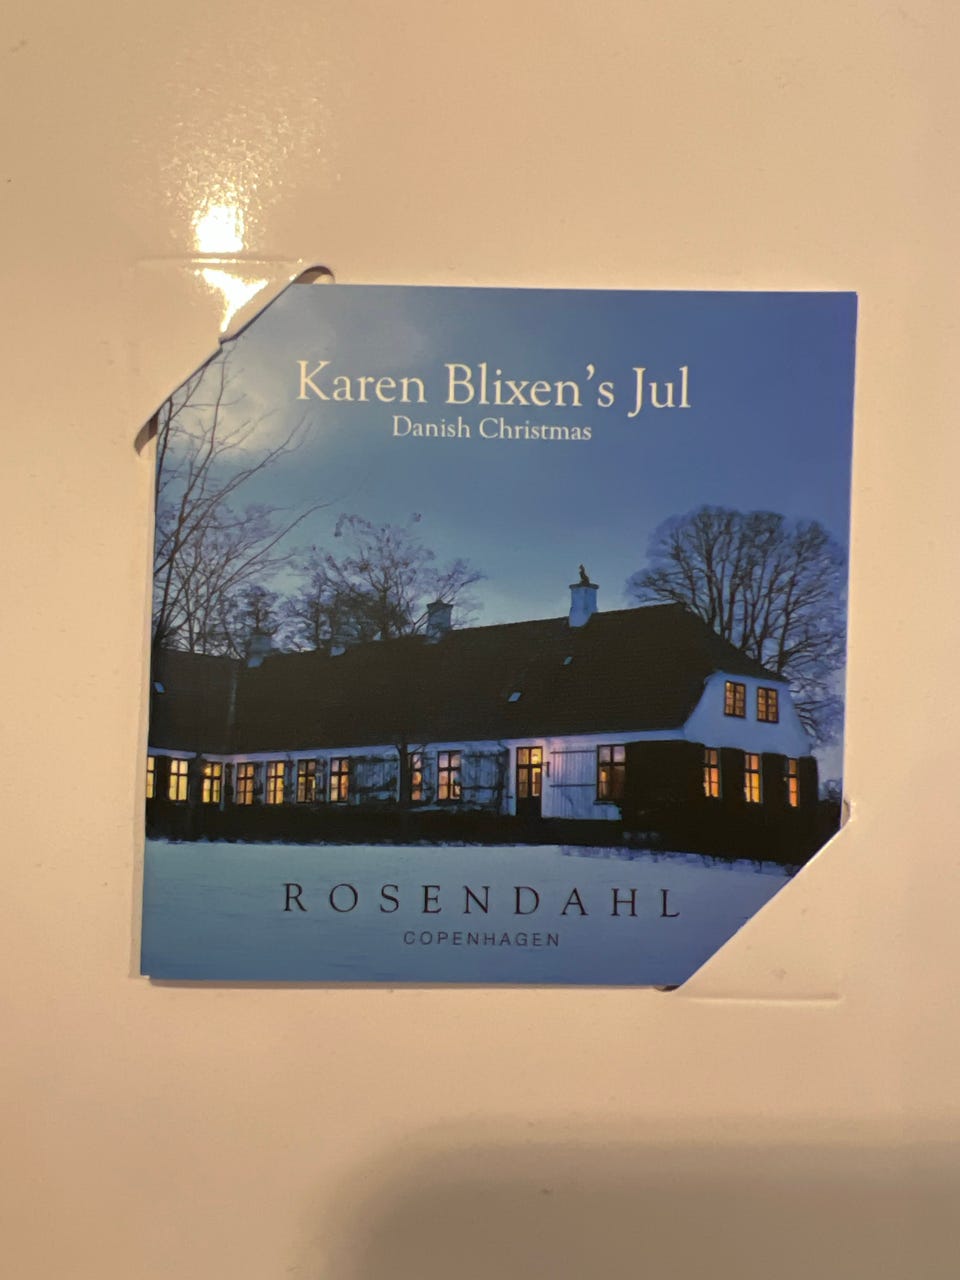 Karen Blixen's Jul
Danish Christmas
ROSENDAHL
COPENHAGEN